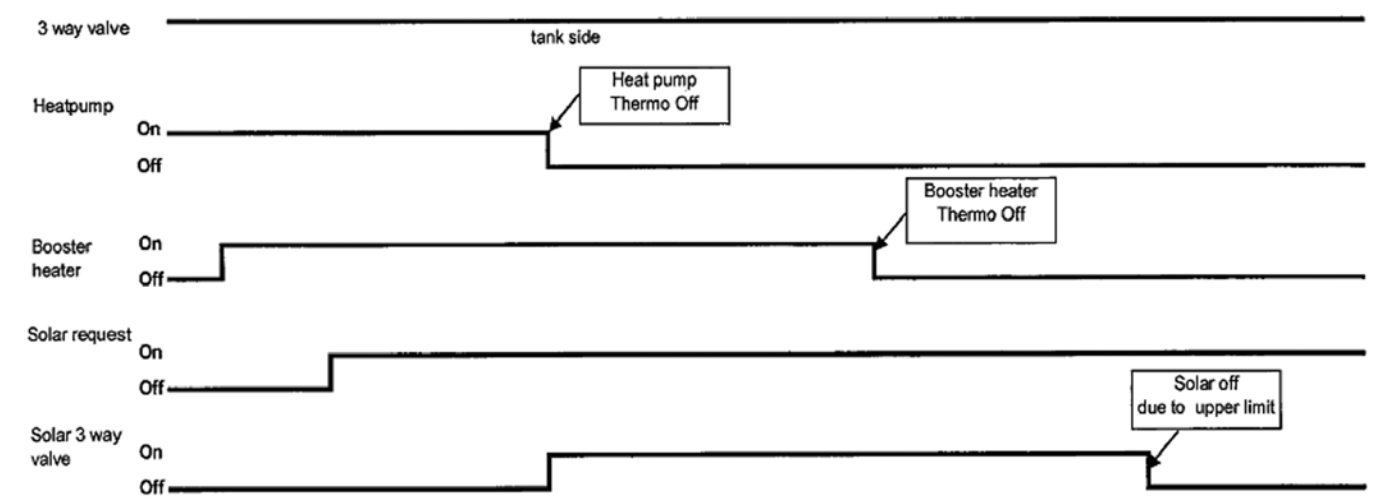 3 way valve
tank side
Heat pump
Thermo Off
Heatpump
On
Off
Booster heater
Thermo Off
Booster
heater
On
Off
Solar request
On
Off
Solar off
due to upper limit
Solar 3 way
valve
On
Off